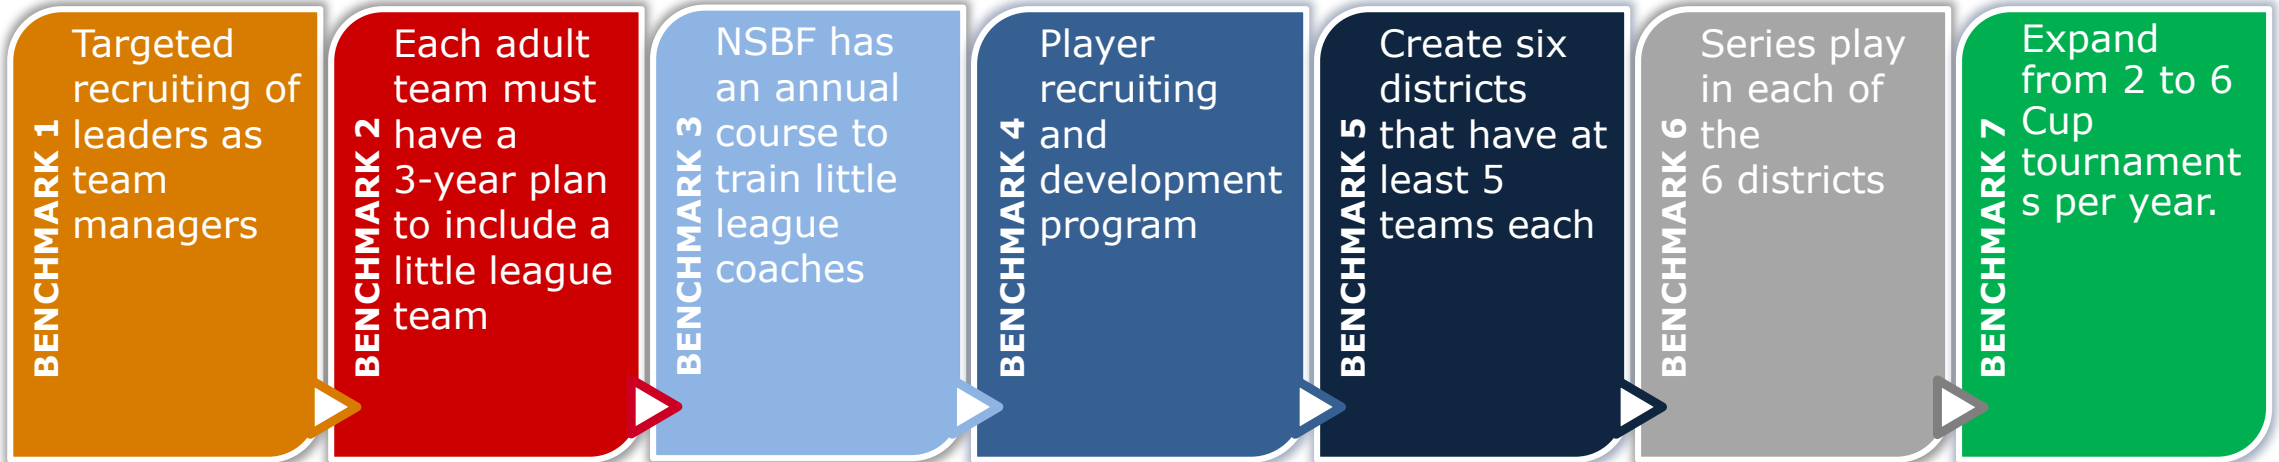 BENCHMARK 1
Targeted
recruiting of
leaders as
team
managers
BENCHMARK 2
Each adult
team must
have a
3-year plan
to include a
little league
team
BENCHMARK 3
NSBF has
an annual
course to
train little
league
coaches
BENCHMARK 4
Player
recruiting
and
development
program
BENCHMARK 5
Create six
districts
that have at
least 5
teams each
BENCHMARK 6
Series play
in each of
the
6 districts
BENCHMARK 7
Expand
from 2 to 6
Cup
tournament
s per year.